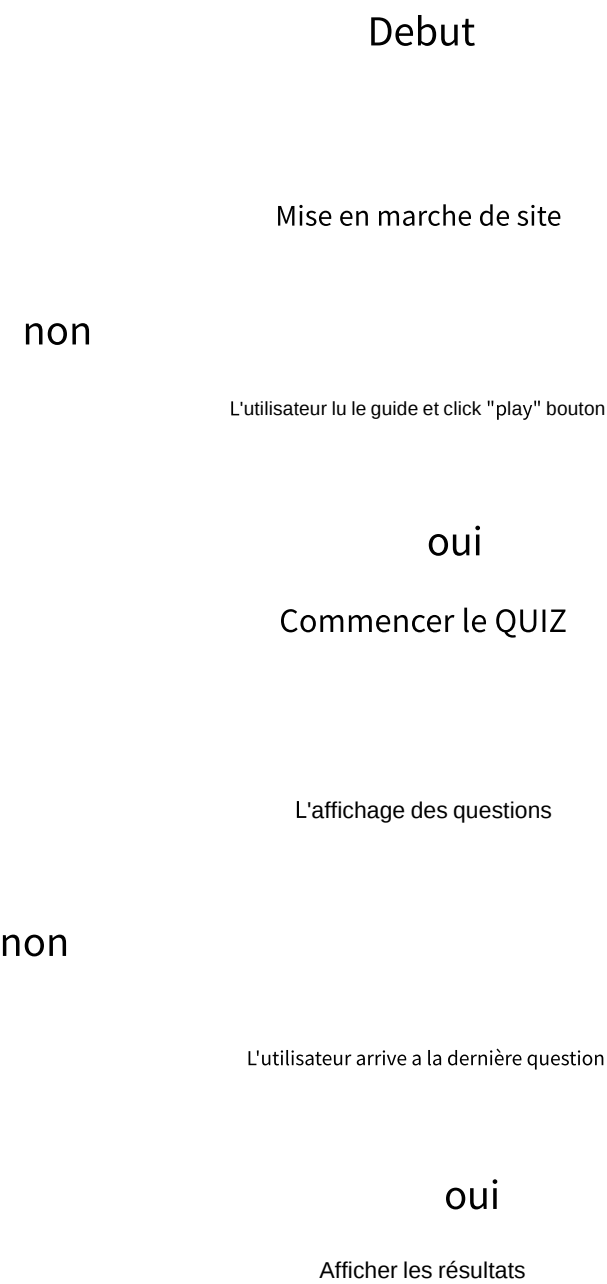 Debut
Mise en marche de site
non
L'utilisateur lu le guide et click "play" bouton
oui
Commencer le QUIZ
L'affichage des questions
non
L'utilisateur arrive a la dernière question
oui
Afficher les résultats